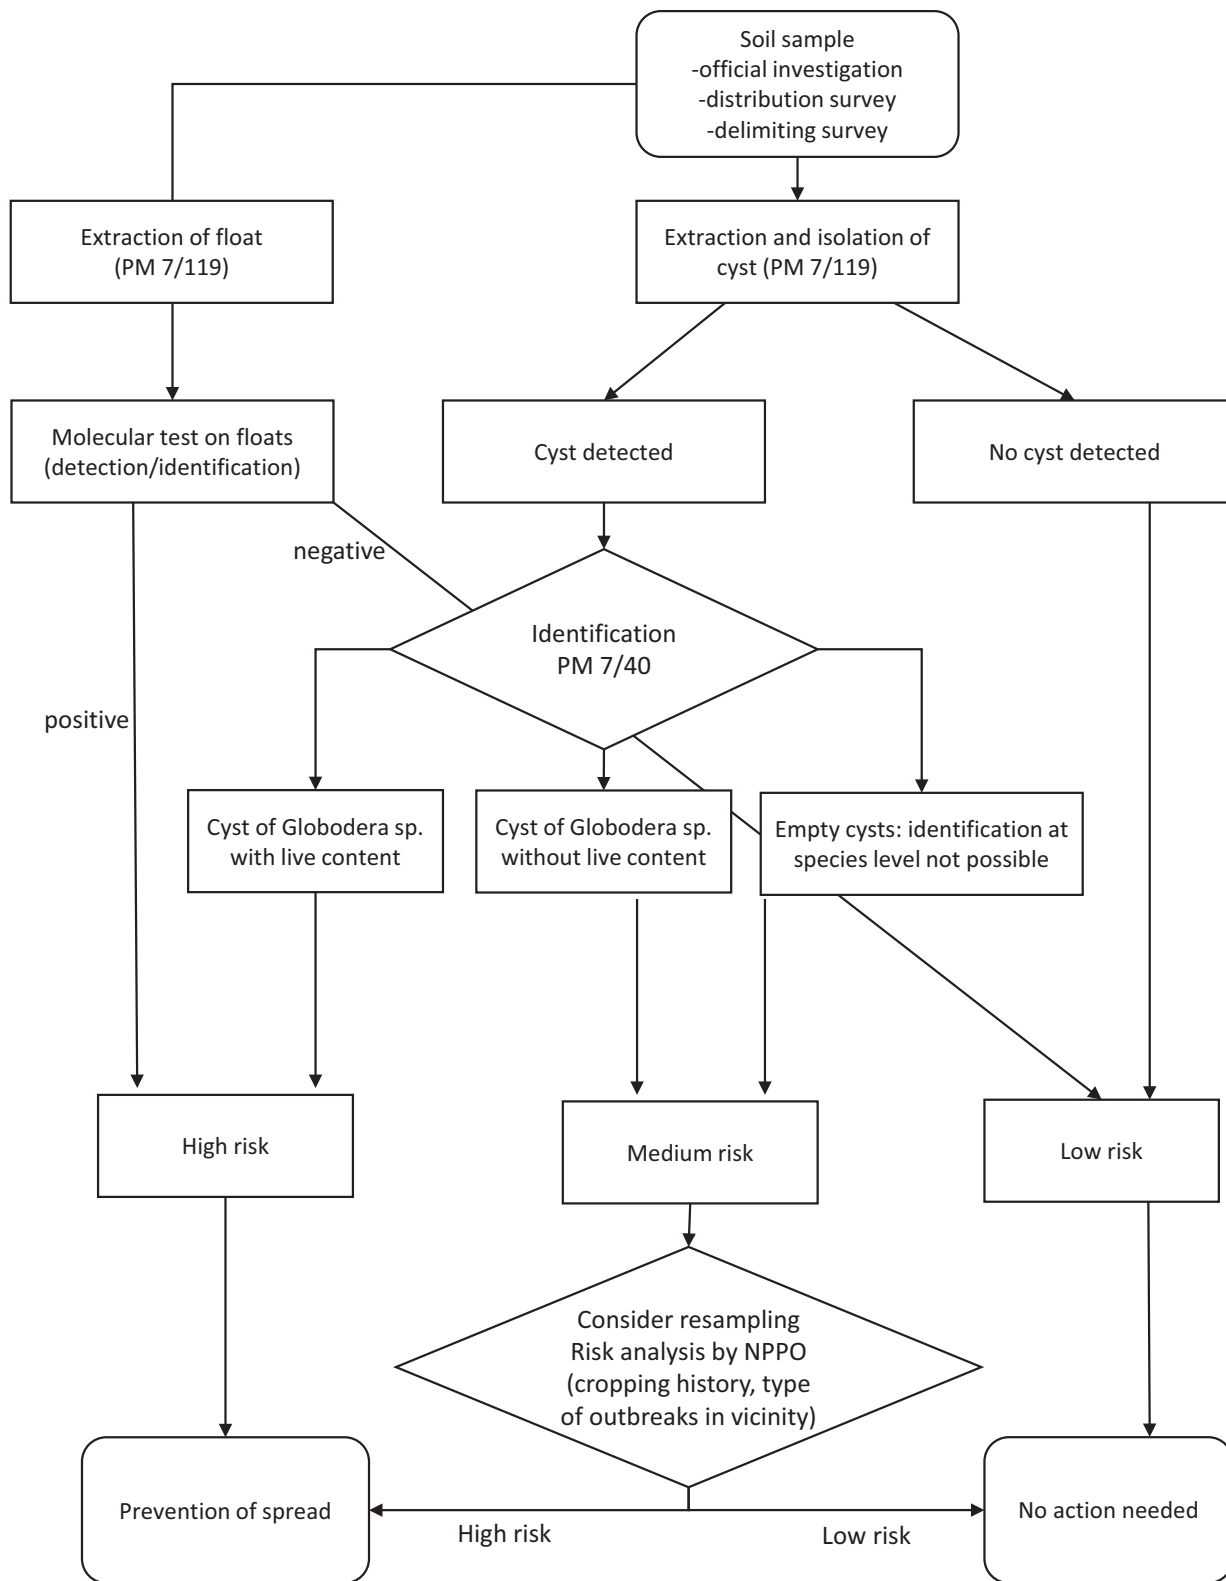 Soil sample
-official investigation
-distribution survey
-delimiting survey
Extraction of float
(PM 7/119)
Extraction and isolation of
cyst (PM 7/119)
Molecular test on floats
(detection/identification)
Cyst detected
No cyst detected
negative
Identification
PM 7/40
positive
Cyst of Globodera sp.
with live content
Cyst of Globodera sp.
without live content
Empty cysts: identification at
species level not possible
High risk
Medium risk
Low risk
Consider resampling
Risk analysis by NPPO
(cropping history, type
of outbreaks in vicinity)
Prevention of spread
No action needed
High risk
Low risk